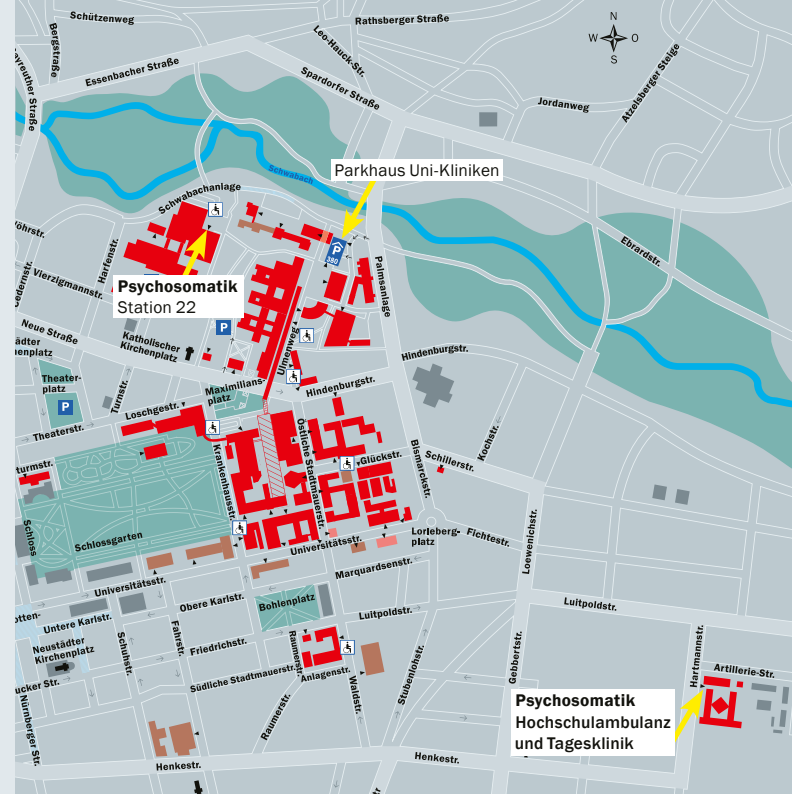 Schützenweg
Rathsberger Straße
N
W
O
S
Bergstraße
Leo-Hauck-Str.
Atzelsberger Steige
Essenbacher Straße
Spardorfer Straße
Jordanweg
Schwabach
Parkhaus Uni-Kliniken
Schwabachanlage
P
380
Ebrardstr.
Harfenstr.
Vierzigmannstr.
Psychosomatik
Station 22
Palmsanlage
Neue Straße
P
Katholischer
Kirchenplatz
Ulmenweg
Hindenburgstr.
Theater-
platz
P
Turnstr.
Maximilians-
platz
Hindenburgstr.
Loschgestr.
Theaterstr.
Krankenhausstr.
Östliche Stadtmauerstr.
Glückstr.
Bismarckstr.
Schillerstr.
Kochstr.
Schloss
Schlossgarten
Universitätsstr.
Lorleberg-
platz
Fichtestr.
Loewenichstr.
Universitätsstr.
Marquardsenstr.
Obere Karlstr.
Bohlenplatz
Luitpoldstr.
Luitpoldstr.
Untere Karlstr.
Neustädter
Kirchenplatz
Schuhstr.
Fahrstr.
Friedrichstr.
Raumerstr.
Südliche Stadtmauerstr.
Anlagenstr.
Waldstr.
Stubenlohstr.
Gebbertstr.
Hartmannstr.
Artillerie-Str.
Nürnberger Str.
Raumerstr.
Psychosomatik
Hochschulambulanz
und Tagesklinik
Henkestr.
Henkestr.